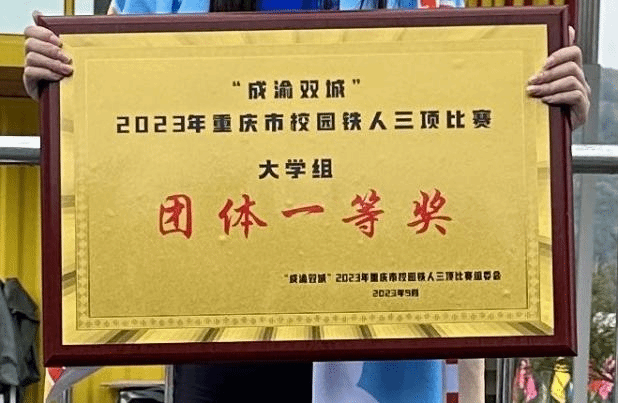 “成渝双城”
2023年重庆市校园铁人三项比赛
大学组
团体一等奖
“成渝双城”2023年重庆市校园铁人三项比赛组委会
2023年9月